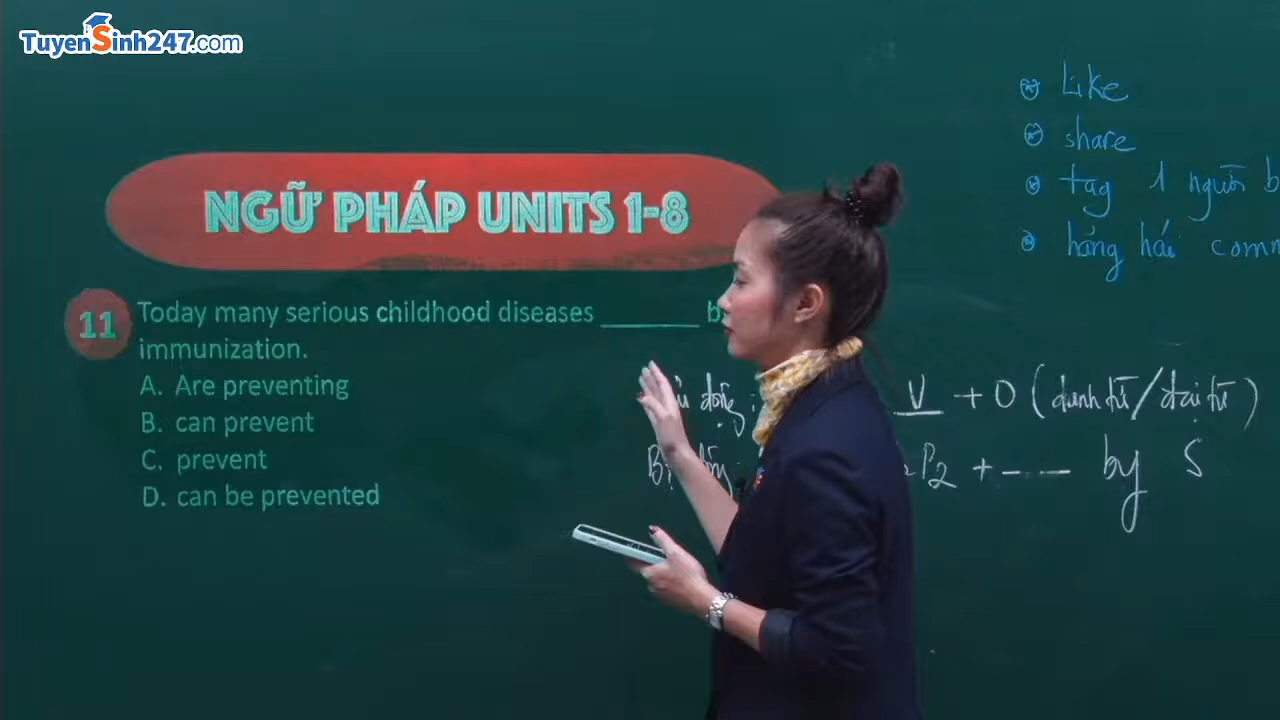 TuyenSinh247.com
Like
share
tag 1 người
hăng hái
NGỮ PHÁP UNITS 1-8
11
Today many serious childhood diseases ________
immunization.
A. Are preventing
B. can prevent
C. prevent
D. can be prevented
động: V + O (danh từ/đại từ)
P2 + --- by S